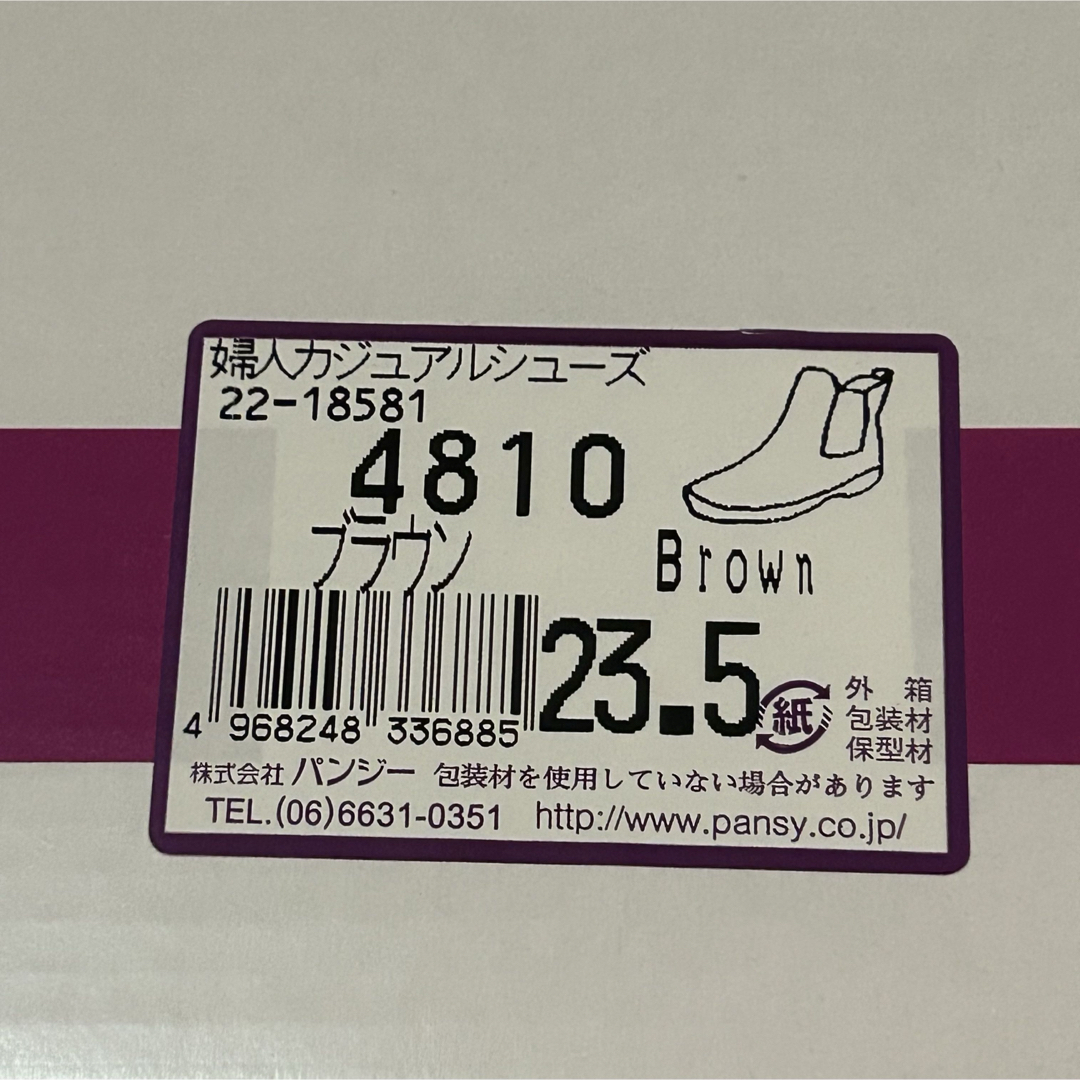 婦人カジュアルシューズ
22-18581
4810
ブラウン Brown
23.5
4 968248 336885
紙
外 箱
包装材
保型材
株式会社 パンジー 包装材を使用していない場合があります
TEL.(06)6631-0351 http://www.pansy.co.jp/